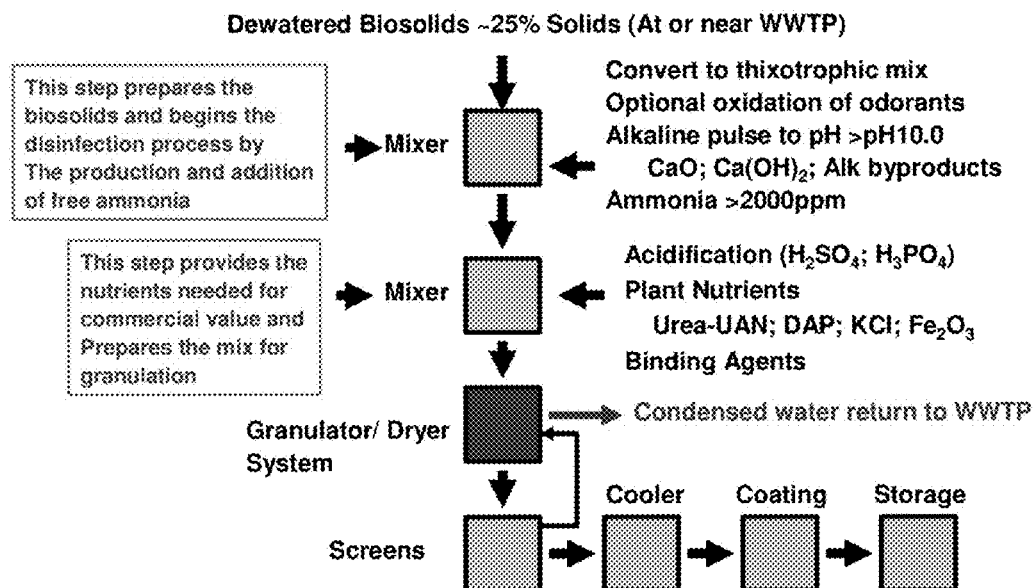 Dewatered Biosolids ~25% Solids (At or near WWTP)
This step prepares the
biosolids and begins the
disinfection process by
The production and addition
of free ammonia
Mixer
Convert to thixotrophic mix
Optional oxidation of odorants
Alkaline pulse to pH >pH10.0
CaO; Ca(OH)₂; Alk byproducts
Ammonia >2000ppm
This step provides the
nutrients needed for
commercial value and
Prepares the mix for
granulation
Mixer
Acidification (H₂SO₄; H₃PO₄)
Plant Nutrients
Urea-UAN; DAP; KCl; Fe₂O₃
Binding Agents
Granulator/ Dryer
System
Condensed water return to WWTP
Screens
Cooler
Coating
Storage